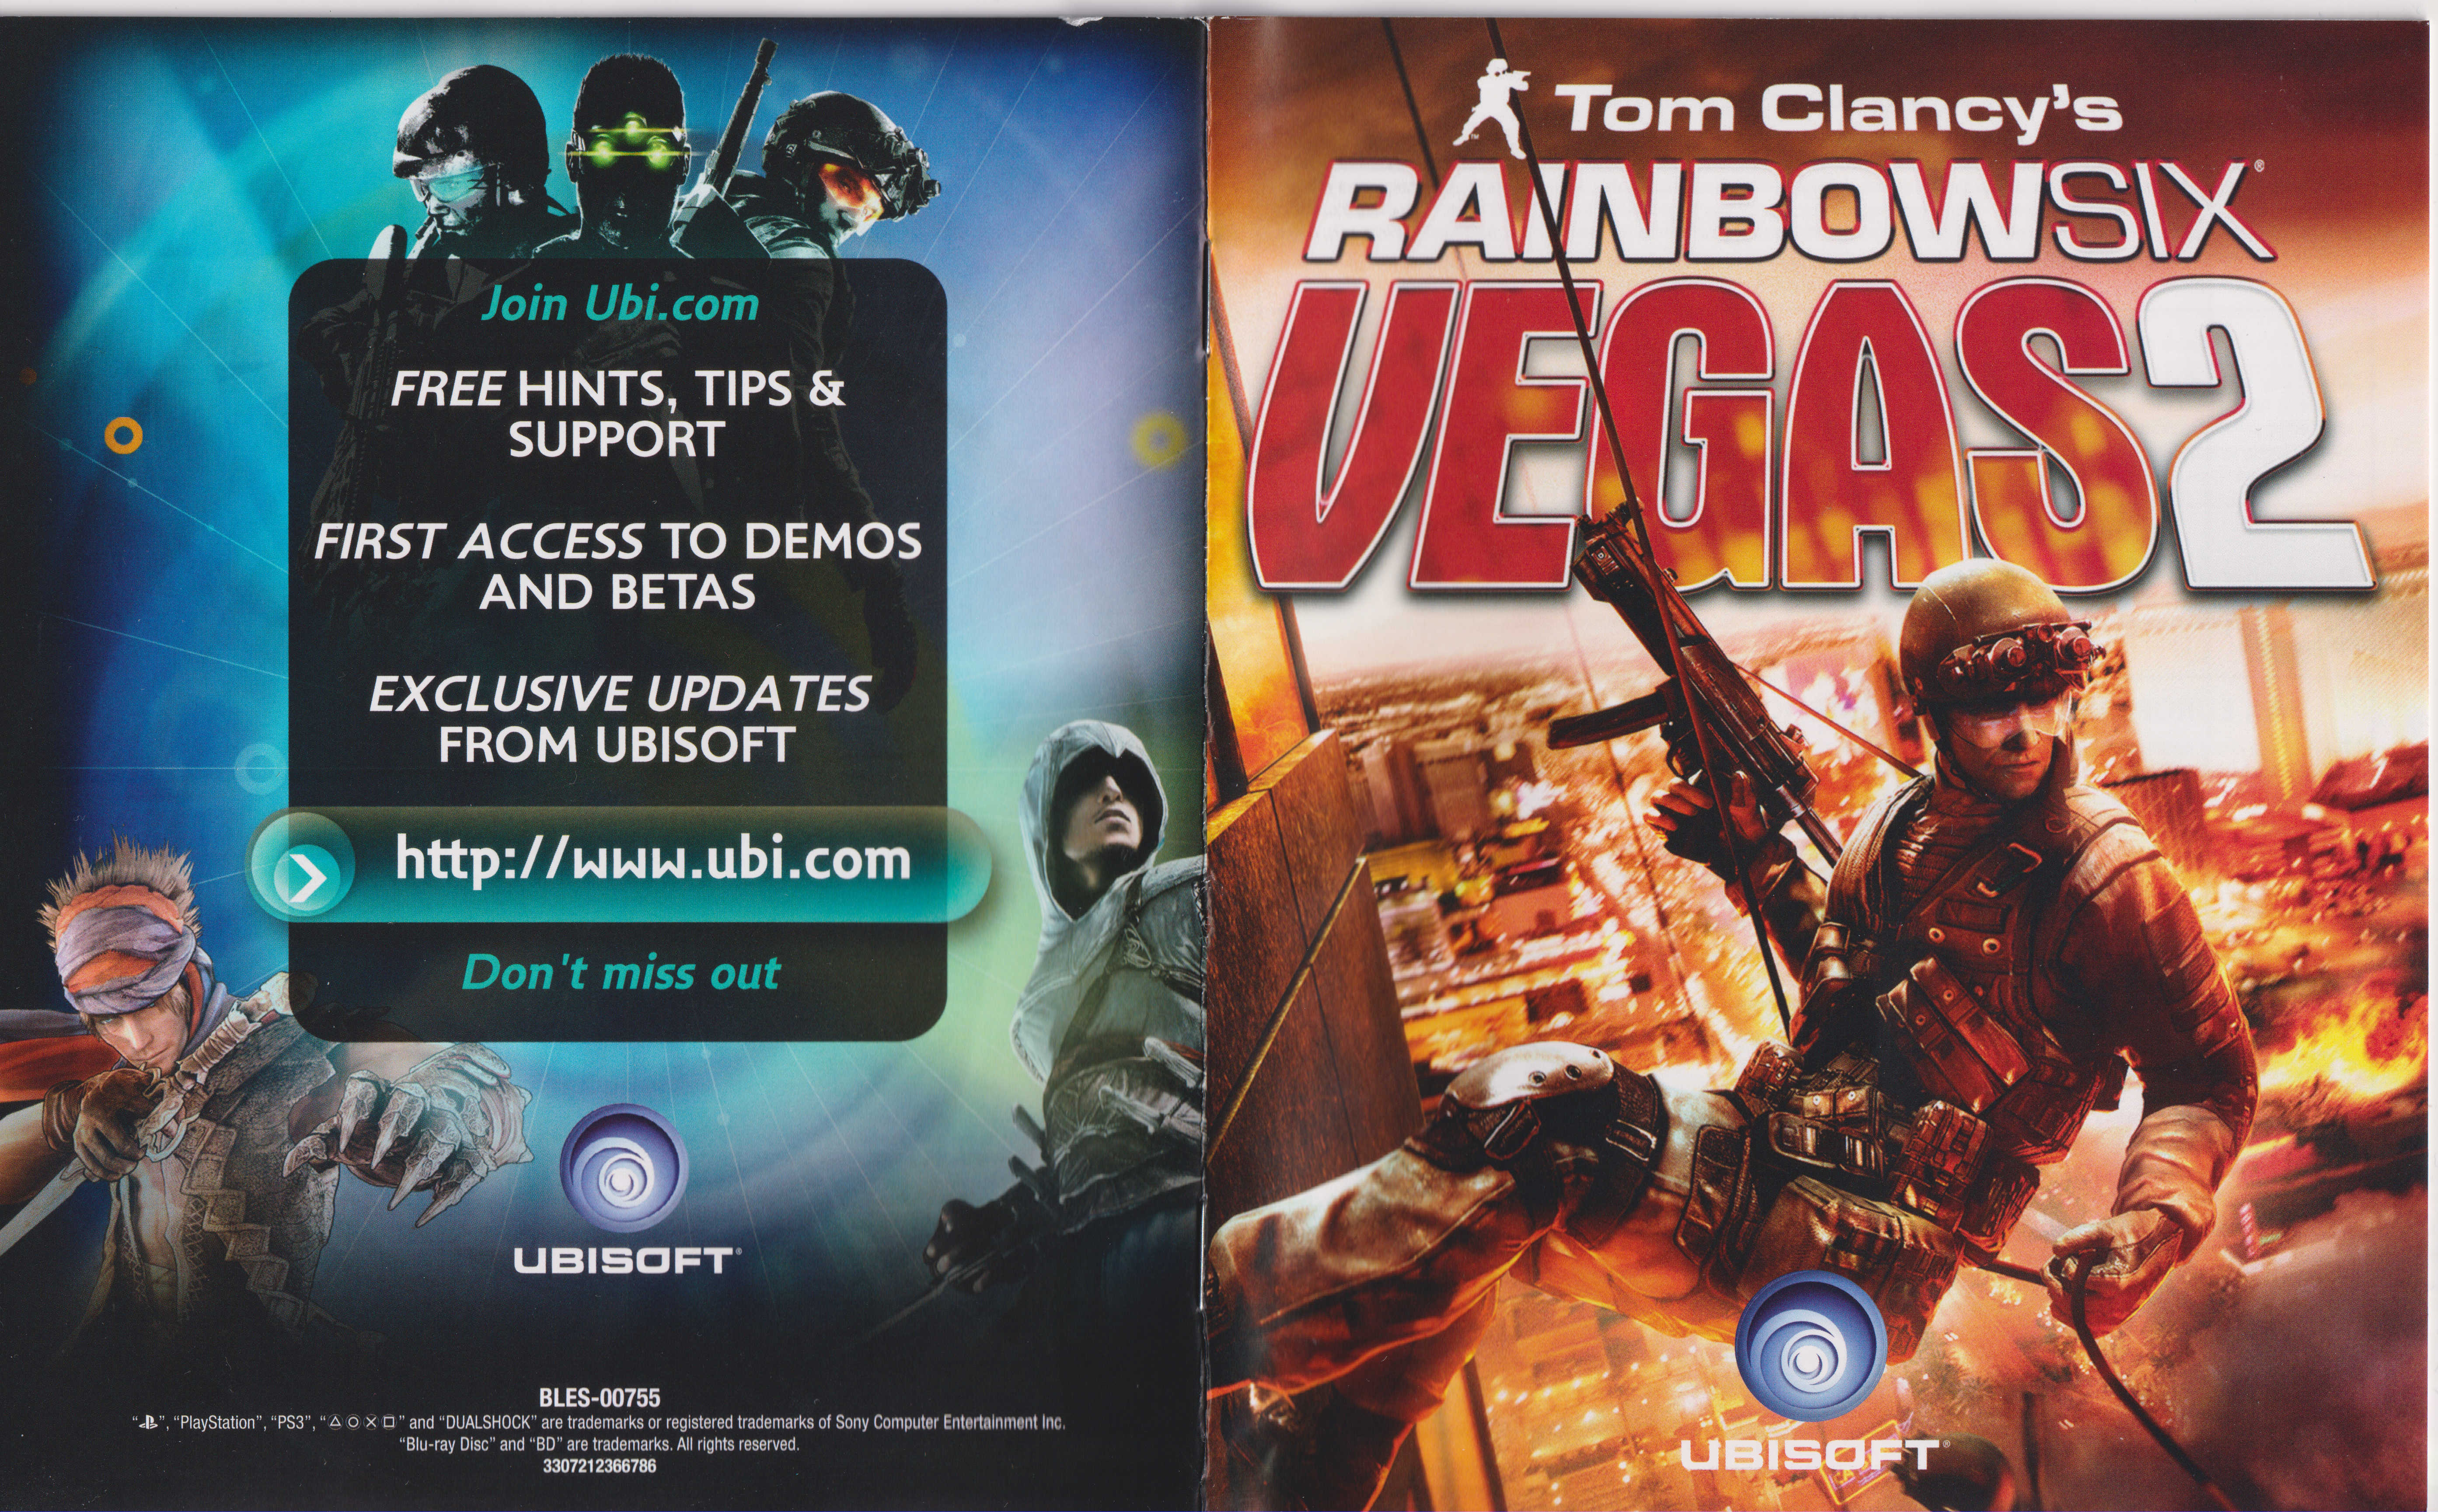 Join Ubi.com
FREE HINTS, TIPS &
SUPPORT
FIRST ACCESS TO DEMOS
AND BETAS
EXCLUSIVE UPDATES
FROM UBISOFT
http://www.ubi.com
Don't miss out
UBISOFT®
BLES-00755
“ ”, “PlayStation”, “PS3”, “△○✕□” and “DUALSHOCK” are trademarks or registered trademarks of Sony Computer Entertainment Inc.
“Blu-ray Disc” and “BD” are trademarks. All rights reserved.
3307212366786
™ Tom Clancy's
RAINBOWSIX®
VEGAS2
UBISOFT®